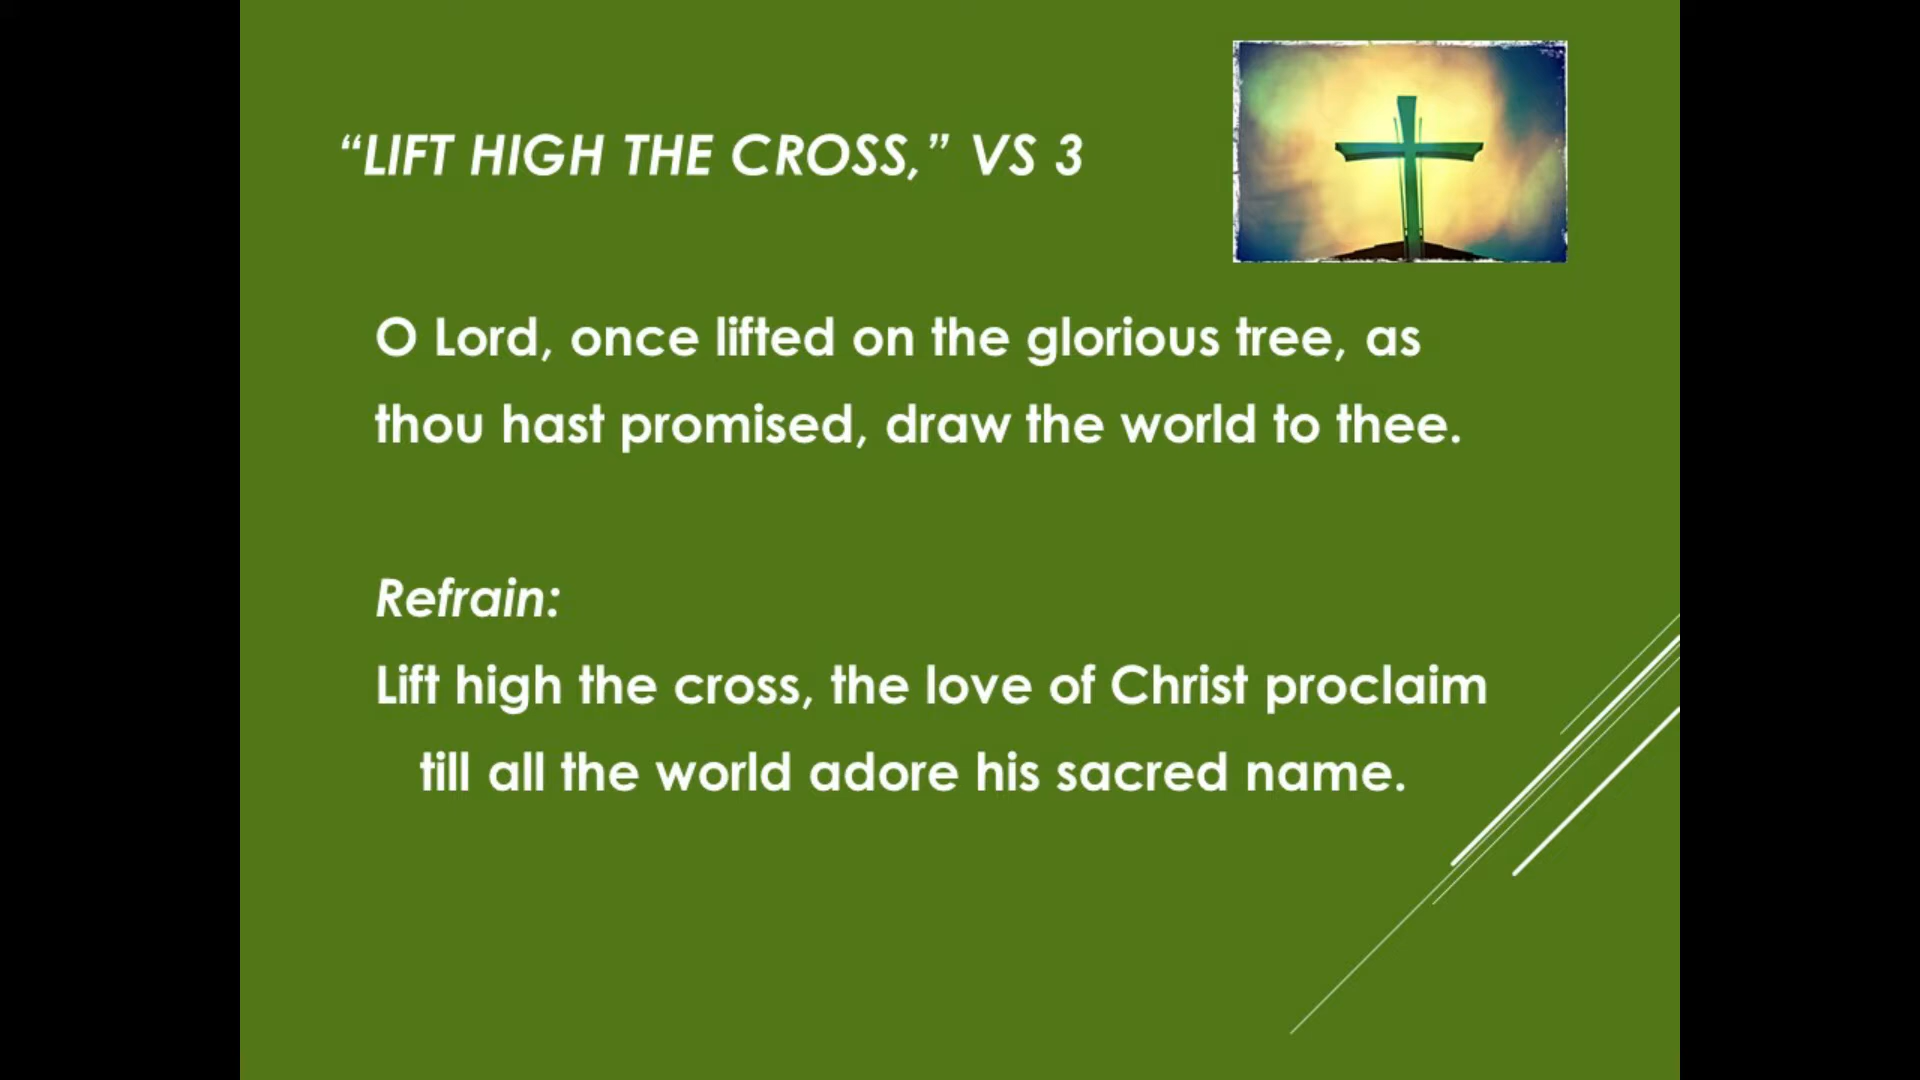 “LIFT HIGH THE CROSS,” VS 3
O Lord, once lifted on the glorious tree, as
thou hast promised, draw the world to thee.
Refrain:
Lift high the cross, the love of Christ proclaim
till all the world adore his sacred name.